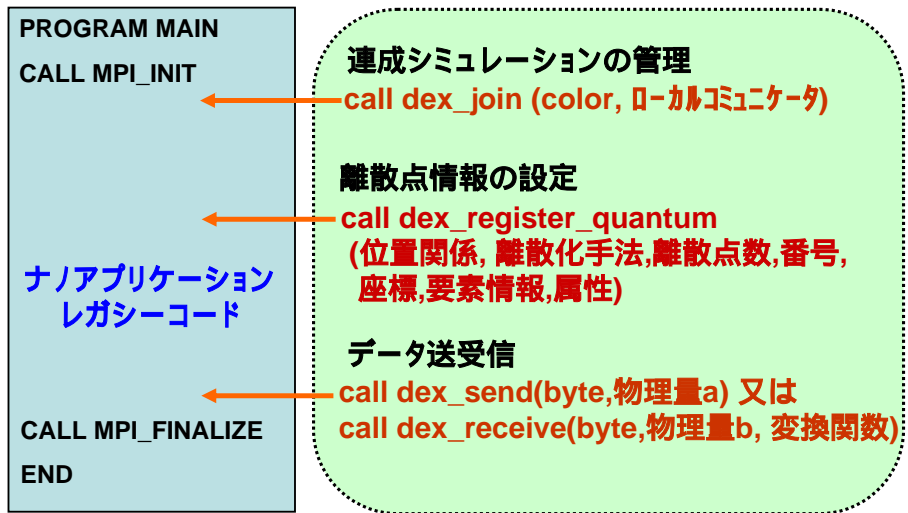 PROGRAM MAIN
CALL MPI_INIT
ナノアプリケーション
レガシーコード
CALL MPI_FINALIZE
END
連成シミュレーションの管理
call dex_join (color, ﾛｰｶﾙｺﾐｭﾆｹｰﾀ)
離散点情報の設定
call dex_register_quantum
(位置関係, 離散化手法,離散点数,番号,
座標,要素情報,属性)
データ送受信
call dex_send(byte,物理量a) 又は
call dex_receive(byte,物理量b, 変換関数)